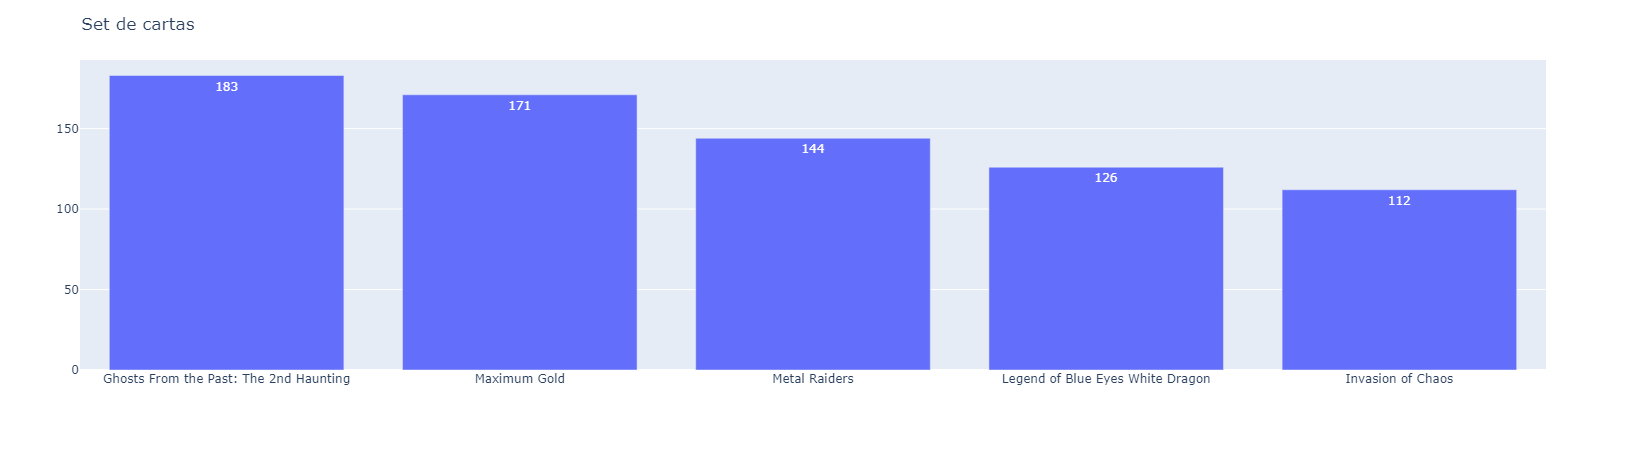 Set de cartas
183
171
144
126
112
150
100
50
0
Ghosts From the Past: The 2nd Haunting
Maximum Gold
Metal Raiders
Legend of Blue Eyes White Dragon
Invasion of Chaos